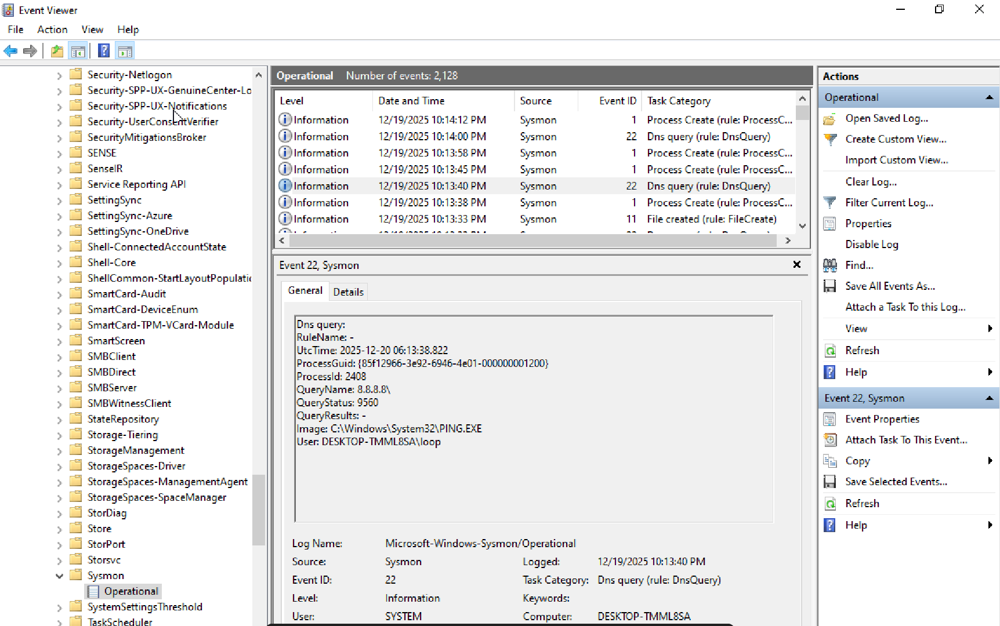 Event Viewer
File Action View Help
Security-Netlogon
Security-SPP-UX-GenuineCenter-Lo
Security-SPP-UX-Notifications
Security-UserConsentVerifier
SecurityMitigationsBroker
SENSE
SenseIR
Service Reporting API
SettingSync
SettingSync-Azure
SettingSync-OneDrive
Shell-ConnectedAccountState
Shell-Core
ShellCommon-StartLayoutPopulatic
SmartCard-Audit
SmartCard-DeviceEnum
SmartCard-TPM-VCard-Module
SmartScreen
SMBClient
SMBDirect
SMBServer
SMBWitnessClient
StateRepository
Storage-Tiering
StorageManagement
StorageSpaces-Driver
StorageSpaces-ManagementAgent
StorageSpaces-SpaceManager
StorDiag
Store
StorPort
Storsvc
Sysmon
Operational
SystemSettingsThreshold
TaskScheduler
Operational Number of events: 2,128
Level Date and Time Source Event ID Task Category
Information 12/19/2025 10:14:12 PM Sysmon 1 Process Create (rule: ProcessC...
Information 12/19/2025 10:14:00 PM Sysmon 22 Dns query (rule: DnsQuery)
Information 12/19/2025 10:13:58 PM Sysmon 1 Process Create (rule: ProcessC...
Information 12/19/2025 10:13:45 PM Sysmon 1 Process Create (rule: ProcessC...
Information 12/19/2025 10:13:40 PM Sysmon 22 Dns query (rule: DnsQuery)
Information 12/19/2025 10:13:38 PM Sysmon 1 Process Create (rule: ProcessC...
Information 12/19/2025 10:13:33 PM Sysmon 11 File created (rule: FileCreate)
Event 22, Sysmon
General Details
Dns query:
RuleName: -
UtcTime: 2025-12-20 06:13:38.822
ProcessGuid: {85f12966-3e92-6946-4e01-000000001200}
ProcessId: 2408
QueryName: 8.8.8.8\
QueryStatus: 9560
QueryResults: -
Image: C:\Windows\System32\PING.EXE
User: DESKTOP-TMML8SA\loop
Log Name: Microsoft-Windows-Sysmon/Operational
Source: Sysmon Logged: 12/19/2025 10:13:40 PM
Event ID: 22 Task Category: Dns query (rule: DnsQuery)
Level: Information Keywords:
User: SYSTEM Computer: DESKTOP-TMML8SA
Actions
Operational
Open Saved Log...
Create Custom View...
Import Custom View...
Clear Log...
Filter Current Log...
Properties
Disable Log
Find...
Save All Events As...
Attach a Task To this Log...
View
Refresh
Help
Event 22, Sysmon
Event Properties
Attach Task To This Event...
Copy
Save Selected Events...
Refresh
Help